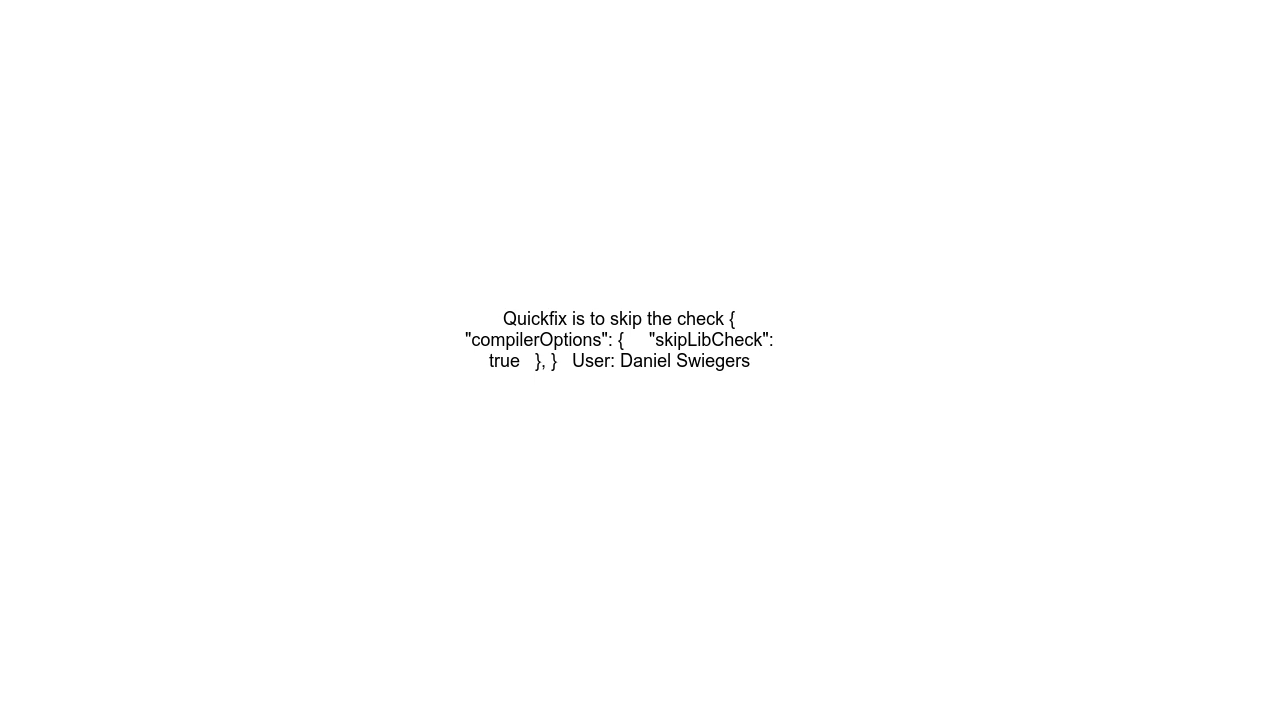 Quickfix is to skip the check {
"compilerOptions": {     "skipLibCheck":
true   }, }   User: Daniel Swiegers